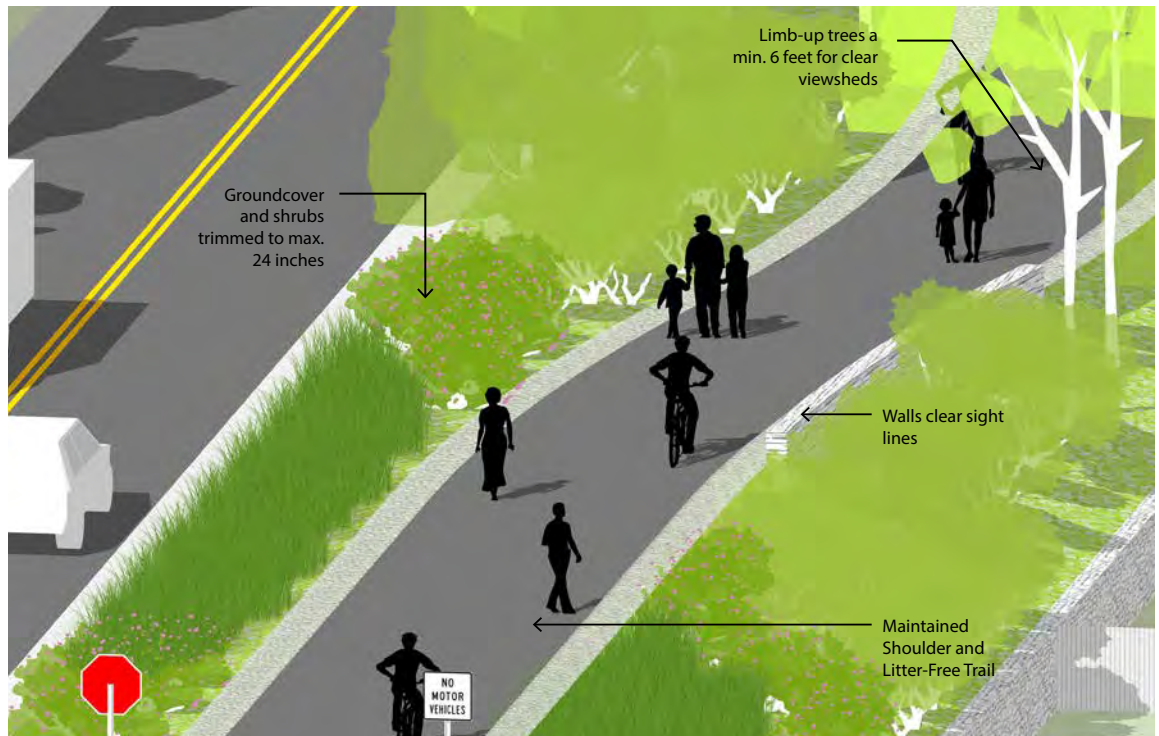 Limb-up trees a
min. 6 feet for clear
viewsheds
Groundcover
and shrubs
trimmed to max.
24 inches
Walls clear sight
lines
Maintained
Shoulder and
Litter-Free Trail
NO
MOTOR
VEHICLES